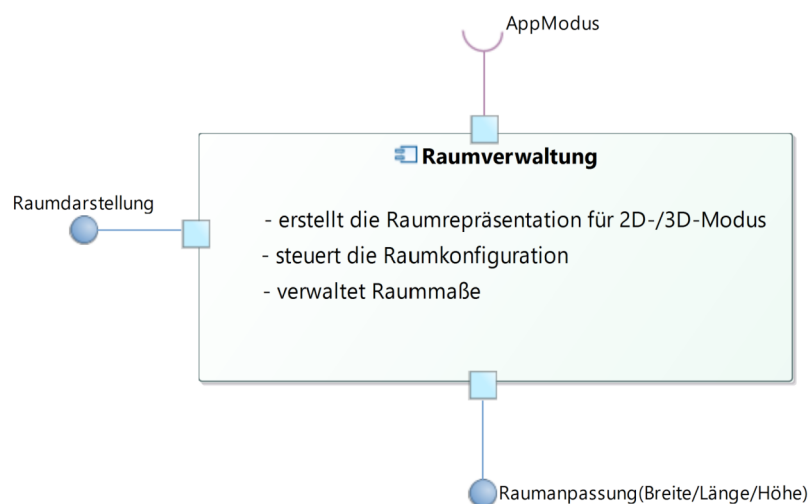 AppModus
Raumverwaltung
Raumdarstellung
- erstellt die Raumrepräsentation für 2D-/3D-Modus
- steuert die Raumkonfiguration
- verwaltet Raummaße
Raumanpassung(Breite/Länge/Höhe)